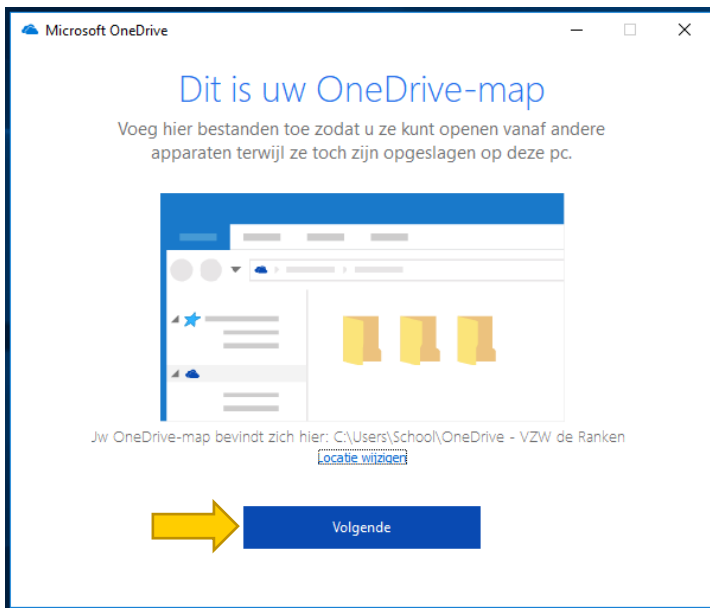 Microsoft OneDrive
Dit is uw OneDrive-map
Voeg hier bestanden toe zodat u ze kunt openen vanaf andere
apparaten terwijl ze toch zijn opgeslagen op deze pc.
Jw OneDrive-map bevindt zich hier: C:\Users\School\OneDrive - VZW de Ranken
Locatie wijzigen
Volgende